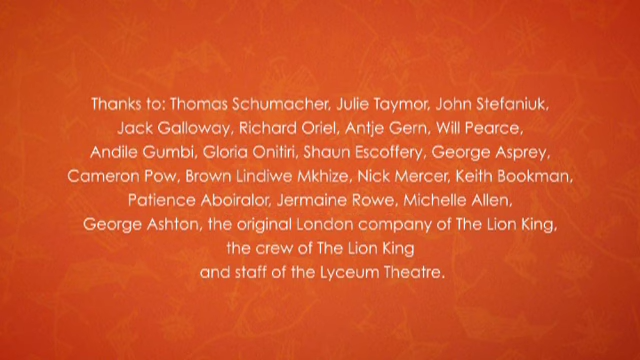 Thanks to: Thomas Schumacher, Julie Taymor, John Stefaniuk,
Jack Galloway, Richard Oriel, Antje Gern, Will Pearce,
Andile Gumbi, Gloria Onitiri, Shaun Escoffery, George Asprey,
Cameron Pow, Brown Lindiwe Mkhize, Nick Mercer, Keith Bookman,
Patience Aboiralor, Jermaine Rowe, Michelle Allen,
George Ashton, the original London company of The Lion King,
the crew of The Lion King
and staff of the Lyceum Theatre.